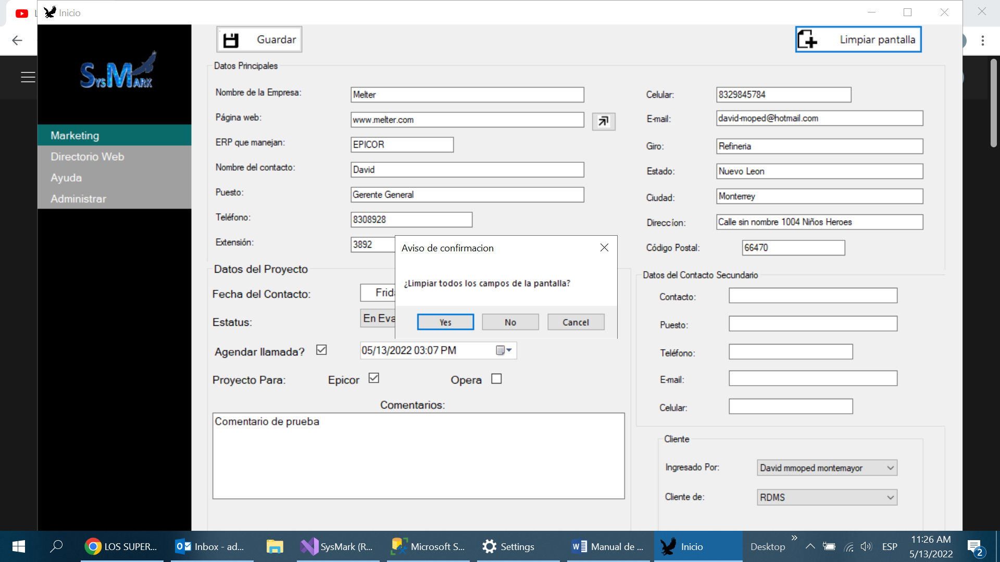 Inicio
Guardar
Limpiar pantalla
SYSMARK
Marketing
Directorio Web
Ayuda
Administrar
Datos Principales
Nombre de la Empresa: Melter
Página web: www.melter.com
ERP que manejan: EPICOR
Nombre del contacto: David
Puesto: Gerente General
Teléfono: 8308928
Extensión: 3892
Celular: 8329845784
E-mail: david-moped@hotmail.com
Giro: Refineria
Estado: Nuevo Leon
Ciudad: Monterrey
Direccíon: Calle sin nombre 1004 Niños Heroes
Código Postal: 66470
Aviso de confirmacion
¿Limpiar todos los campos de la pantalla?
Yes No Cancel
Datos del Proyecto
Fecha del Contacto: Frid
Estatus: En Eva
Agendar llamada? 05/13/2022 03:07 PM
Proyecto Para: Epicor Opera
Comentarios:
Comentario de prueba
Datos del Contacto Secundario
Contacto:
Puesto:
Teléfono:
E-mail:
Celular:
Cliente
Ingresado Por: David mmoped montemayor
Cliente de: RDMS
LOS SUPER...
Inbox - ad...
SysMark (R...
Microsoft S...
Settings
Manual de ...
Inicio
Desktop
ESP
11:26 AM
5/13/2022
2